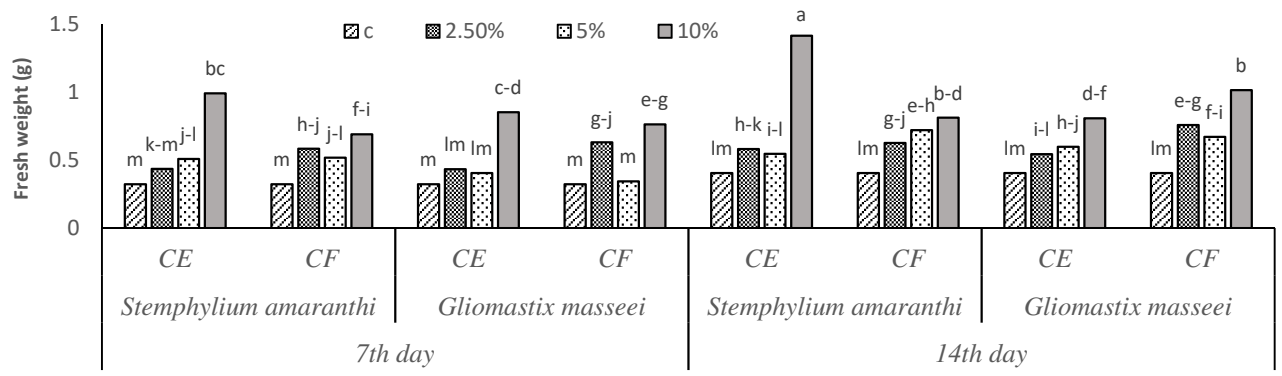 Fresh weight (g)
1.5
1
0.5
0
c 2.50% 5% 10%
m k-m j-l bc
m h-j j-l f-i
m lm lm c-d
m g-j m e-g
lm h-k i-l a
lm g-j e-h b-d
lm i-l h-j d-f
lm e-g f-i b
CE CF CE CF CE CF CE CF
Stemphylium amaranthi Gliomastix masseei Stemphylium amaranthi Gliomastix masseei
7th day 14th day